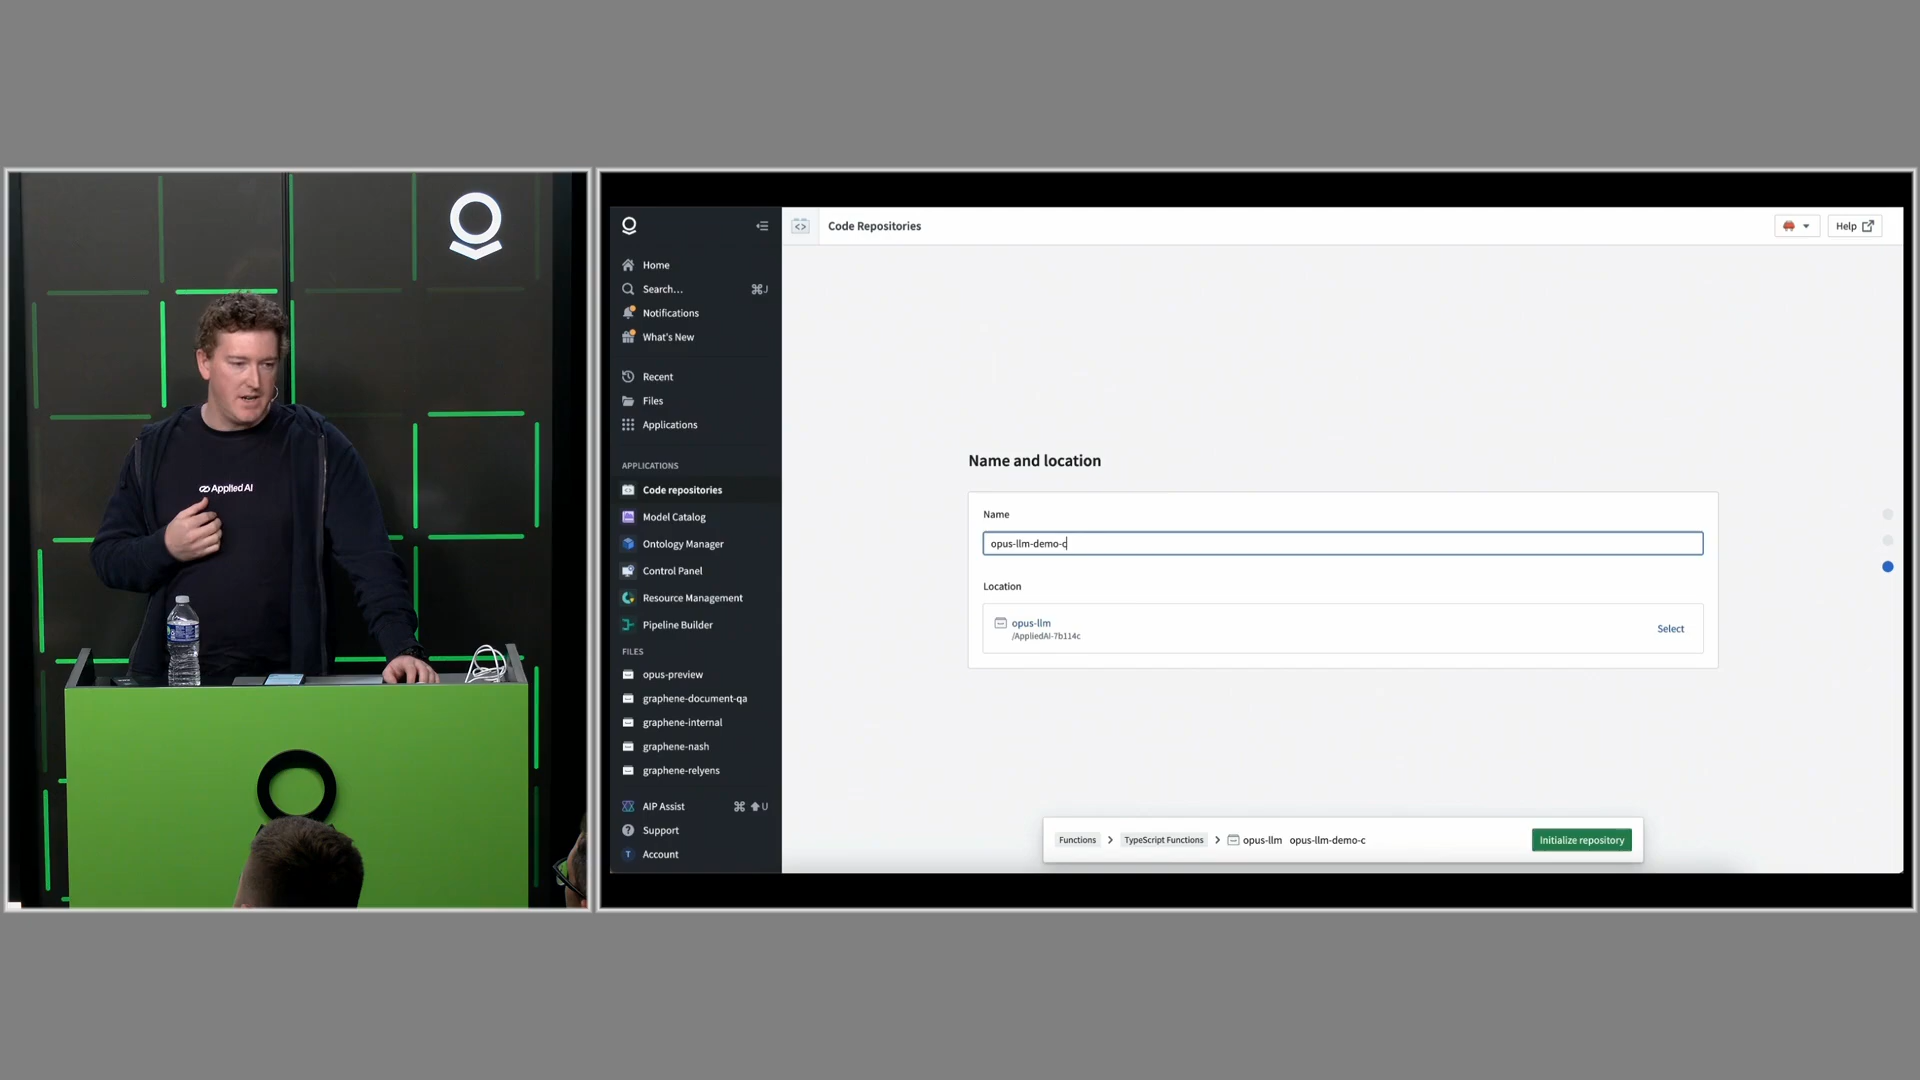 Applied AI
Home
Search... ⌘J
Notifications
What's New
Recent
Files
Applications
APPLICATIONS
Code repositories
Model Catalog
Ontology Manager
Control Panel
Resource Management
Pipeline Builder
FILES
opus-preview
graphene-document-qa
graphene-internal
graphene-nash
graphene-relyens
AIP Assist ⌘ ⬆ U
Support
T Account
<> Code Repositories
Help
Name and location
Name
opus-llm-demo-c
Location
opus-llm
/AppliedAI-7b114c
Select
Functions > TypeScript Functions > opus-llm opus-llm-demo-c
Initialize repository